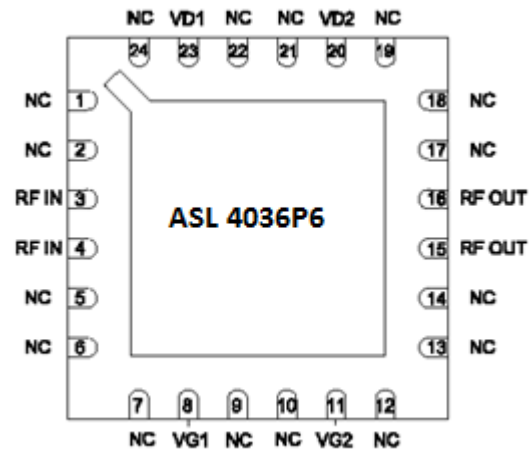 NC VD1 NC NC VD2 NC
24 23 22 21 20 19
NC 1 18 NC
NC 2 17 NC
RF IN 3 16 RF OUT
ASL 4036P6
RF IN 4 15 RF OUT
NC 5 14 NC
NC 6 13 NC
7 8 9 10 11 12
NC VG1 NC NC VG2 NC